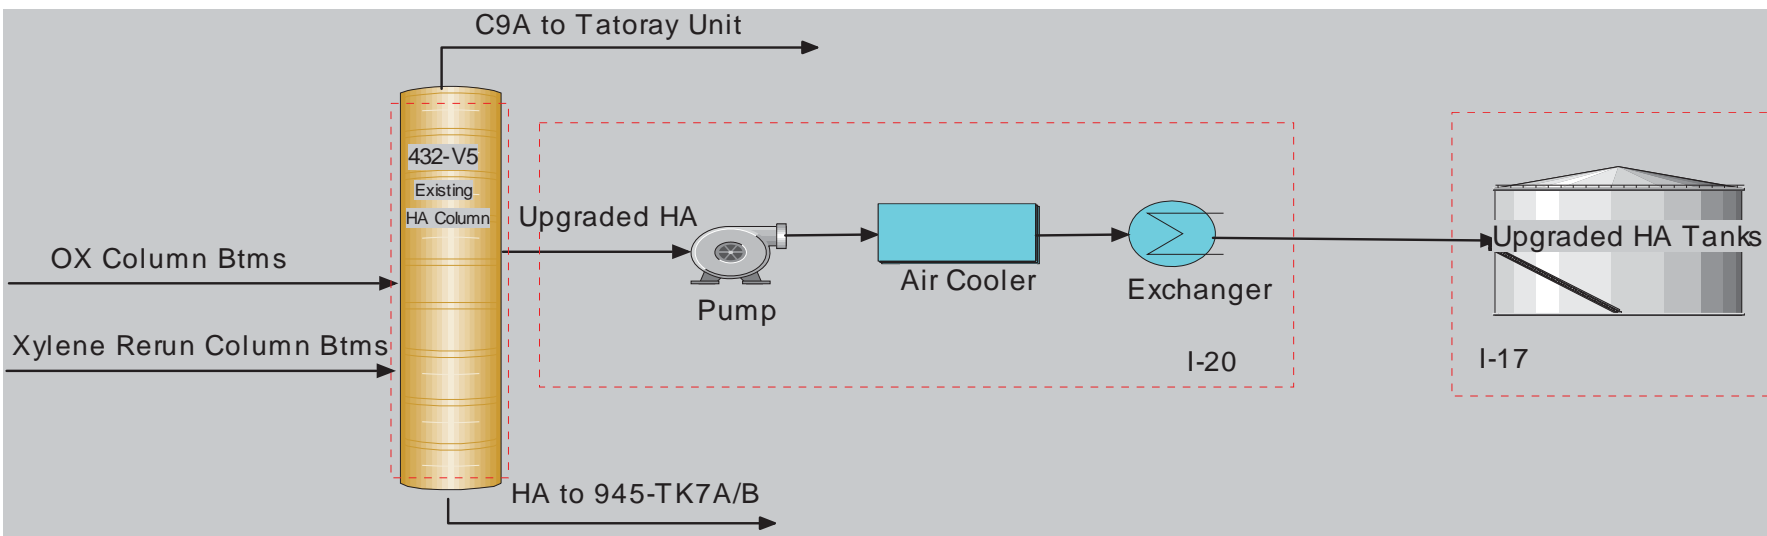 C9A to Tatoray Unit
432-V5
Existing
HA Column
Upgraded HA
Upgraded HA Tanks
OX Column Btms
Air Cooler
Exchanger
Pump
Xylene Rerun Column Btms
I-20
I-17
HA to 945-TK7A/B